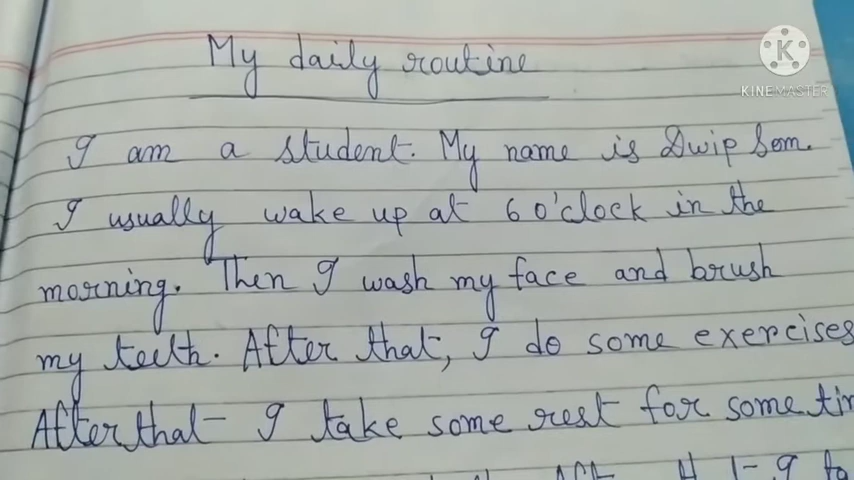 My daily routine
KINEMASTER
I am a student. My name is Dwip Som.
I usually wake up at 6 o'clock in the
morning. Then I wash my face and brush
my teeth. After that, I do some exercises
After that I take some rest for some tim